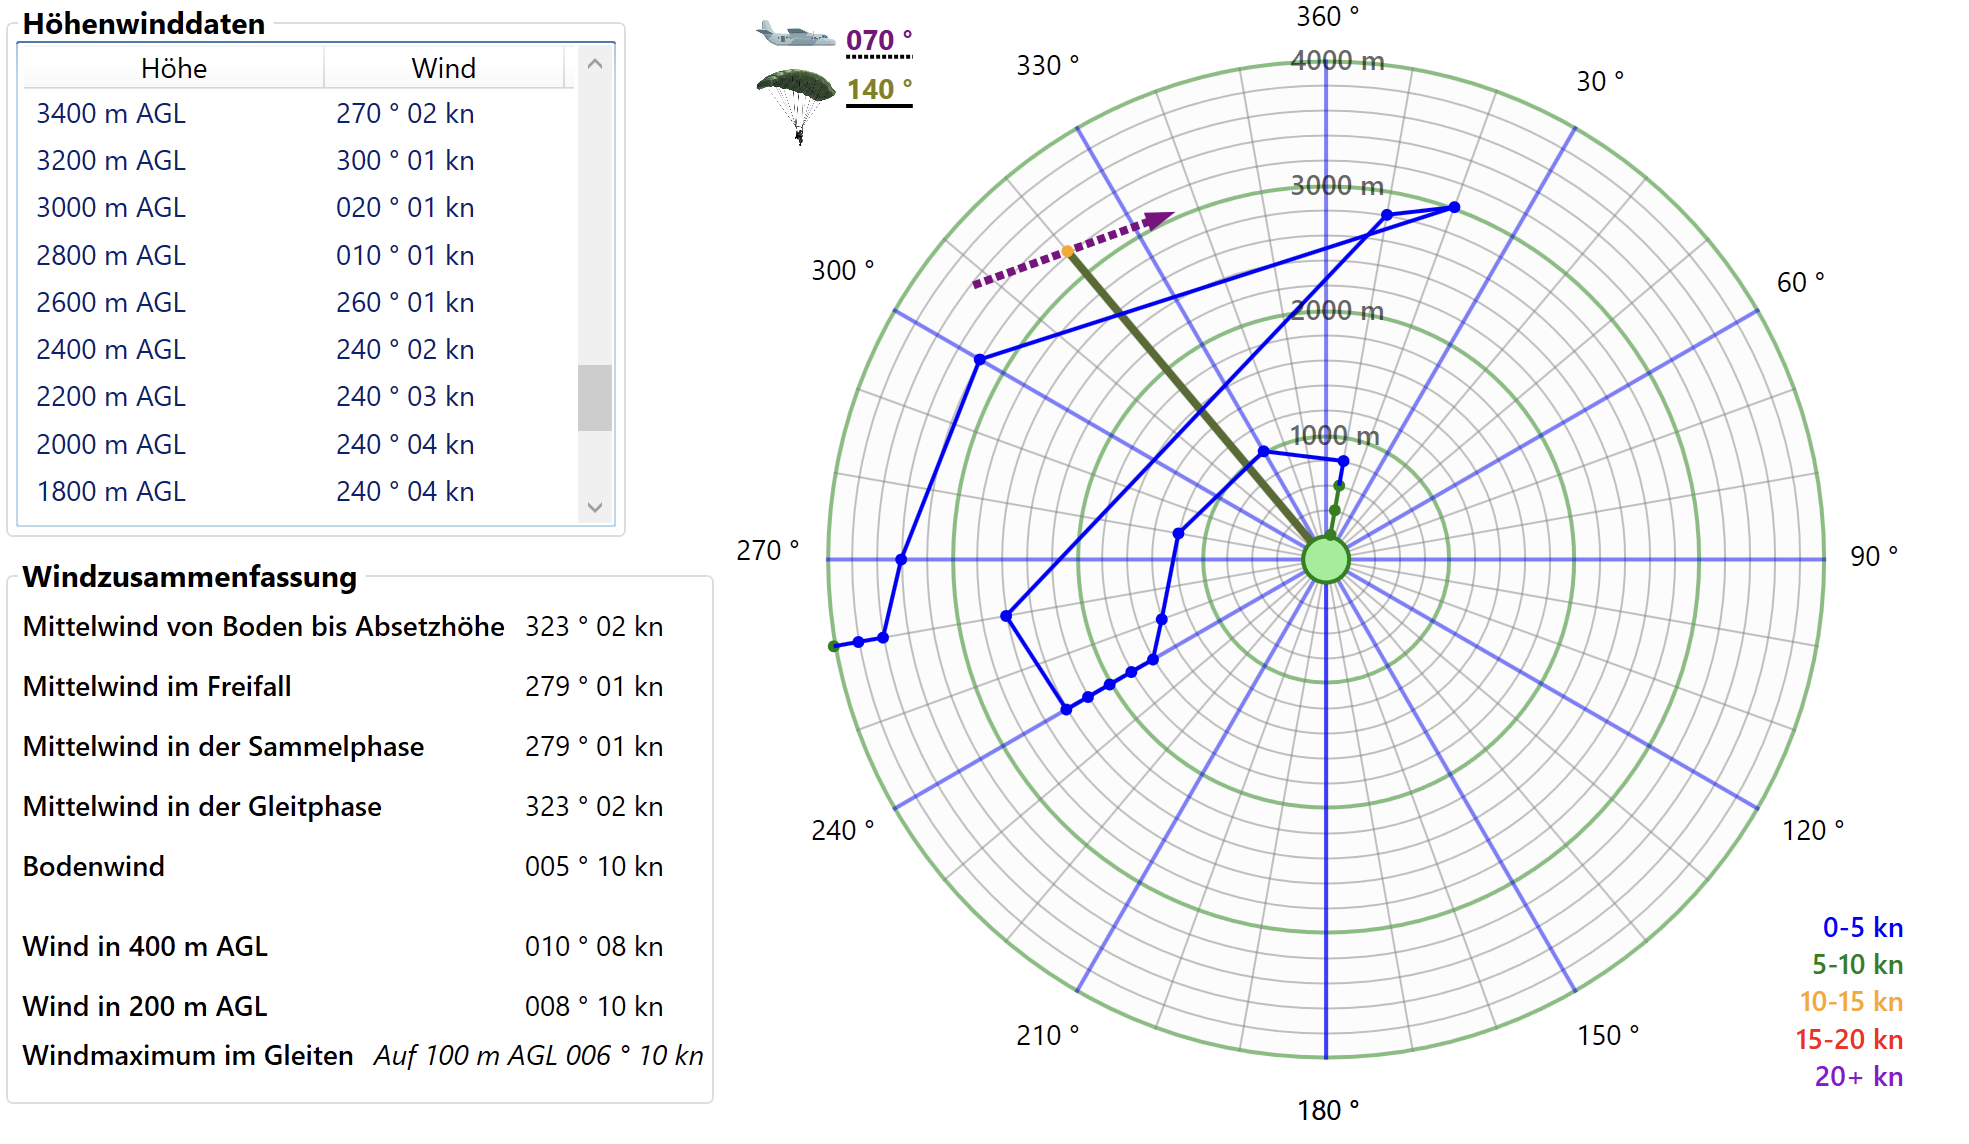 Höhenwinddaten
Höhe Wind
3400 m AGL 270 ° 02 kn
3200 m AGL 300 ° 01 kn
3000 m AGL 020 ° 01 kn
2800 m AGL 010 ° 01 kn
2600 m AGL 260 ° 01 kn
2400 m AGL 240 ° 02 kn
2200 m AGL 240 ° 03 kn
2000 m AGL 240 ° 04 kn
1800 m AGL 240 ° 04 kn
Windzusammenfassung
Mittelwind von Boden bis Absetzhöhe 323 ° 02 kn
Mittelwind im Freifall 279 ° 01 kn
Mittelwind in der Sammelphase 279 ° 01 kn
Mittelwind in der Gleitphase 323 ° 02 kn
Bodenwind 005 ° 10 kn
Wind in 400 m AGL 010 ° 08 kn
Wind in 200 m AGL 008 ° 10 kn
Windmaximum im Gleiten Auf 100 m AGL 006 ° 10 kn
070 °
140 °
360 °
30 °
60 °
90 °
120 °
150 °
180 °
210 °
240 °
270 °
300 °
330 °
4000 m
3000 m
2000 m
1000 m
0-5 kn
5-10 kn
10-15 kn
15-20 kn
20+ kn